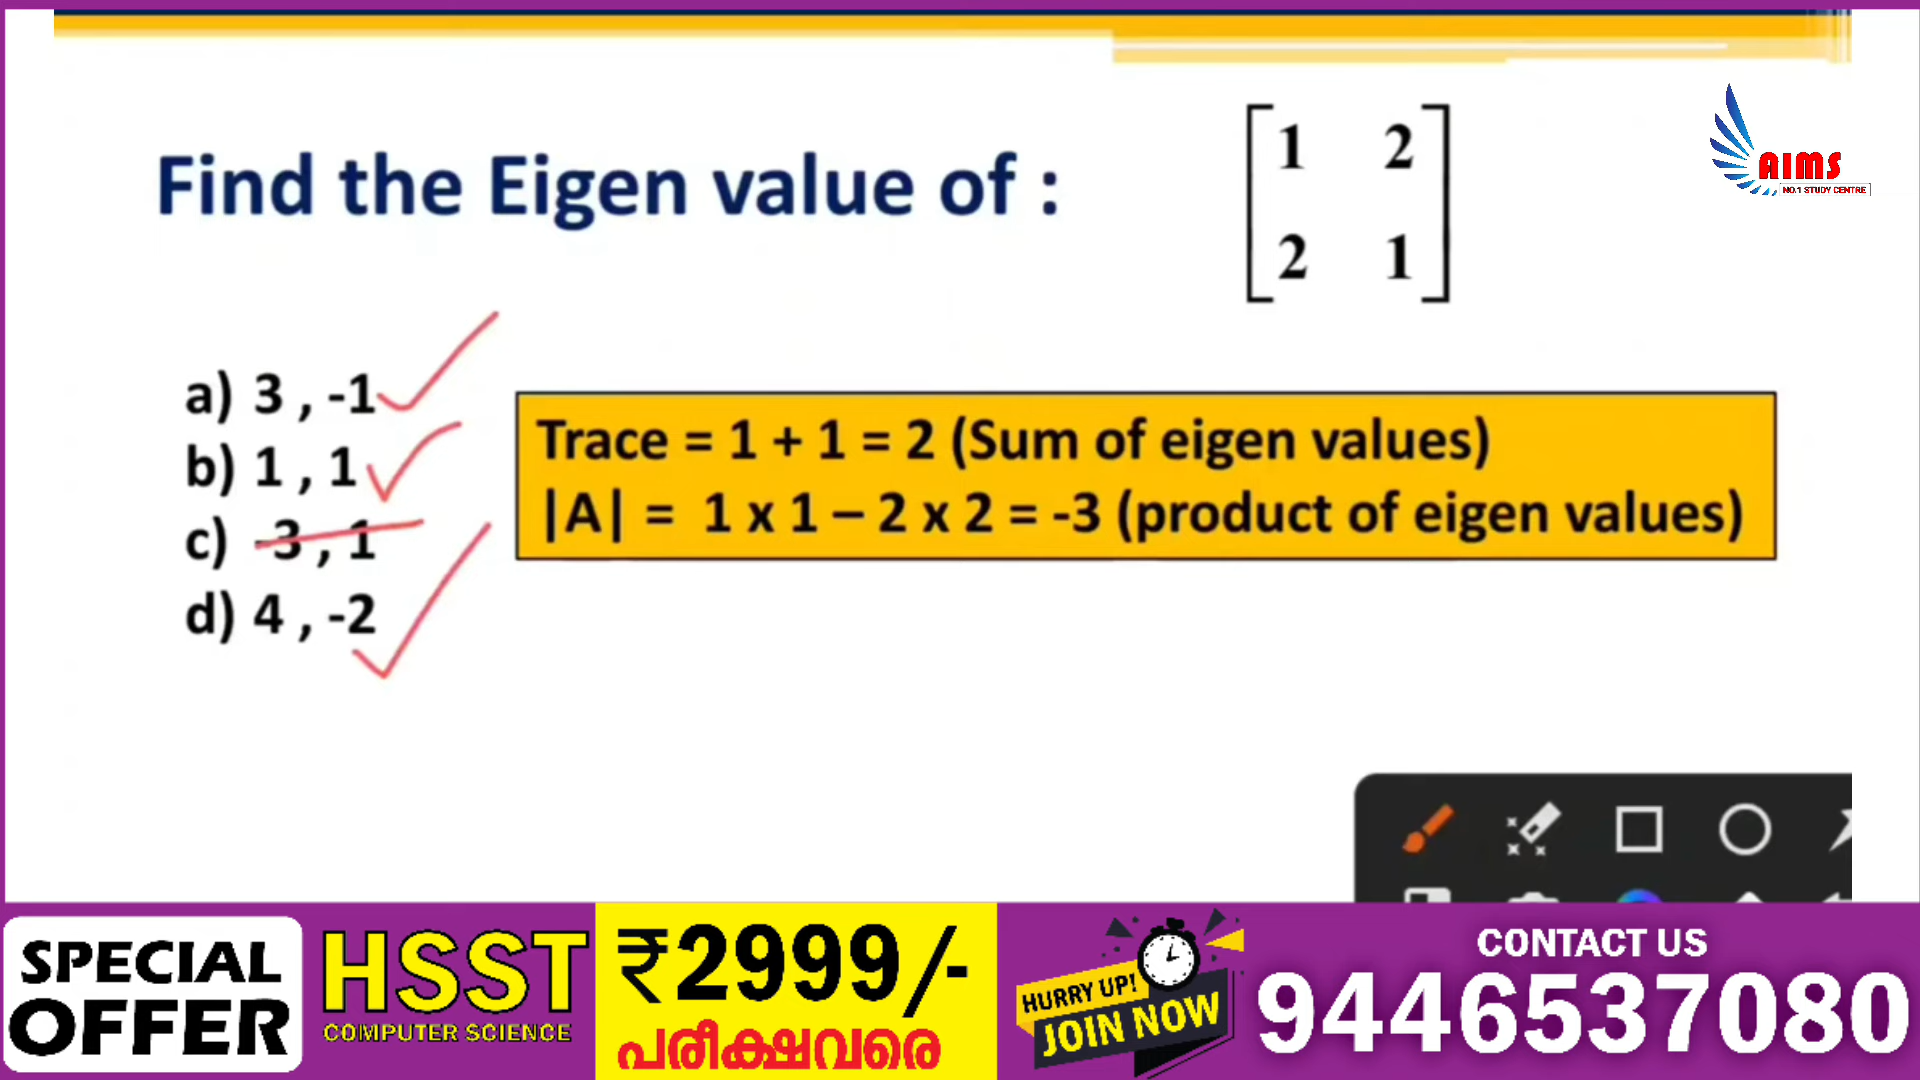 Find the Eigen value of :
1 2
2 1
AIMS
NO.1 STUDY CENTRE
a) 3 , -1
b) 1 , 1
c) -3 , 1
d) 4 , -2
Trace = 1 + 1 = 2 (Sum of eigen values)
|A| = 1 x 1 – 2 x 2 = -3 (product of eigen values)
SPECIAL
OFFER
HSST
COMPUTER SCIENCE
₹2999/-
പരീക്ഷവരെ
HURRY UP!
JOIN NOW
CONTACT US
9446537080